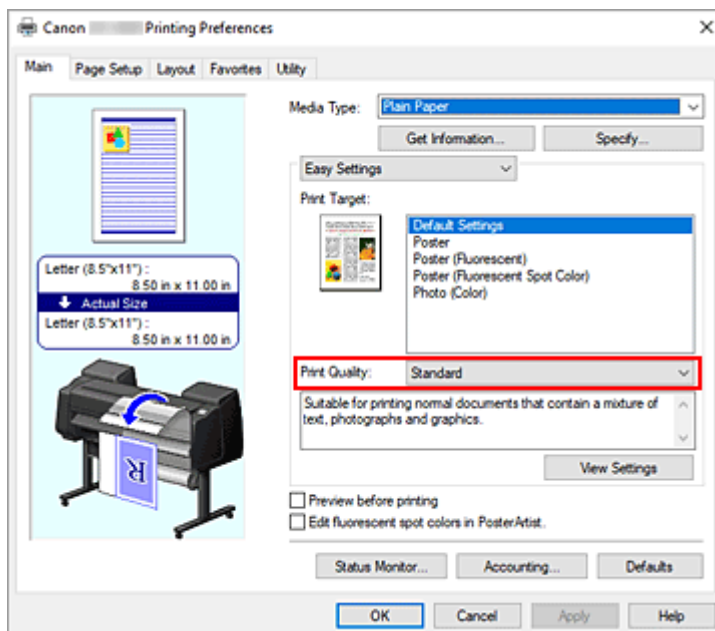 Canon Printing Preferences
Main Page Setup Layout Favorites Utility
Media Type: Plain Paper
Get Information... Specify...
Easy Settings
Print Target:
Default Settings
Poster
Poster (Fluorescent)
Poster (Fluorescent Spot Color)
Photo (Color)
Letter (8.5"x11") :
8.50 in x 11.00 in
Actual Size
Letter (8.5"x11") :
8.50 in x 11.00 in
Print Quality: Standard
Suitable for printing normal documents that contain a mixture of
text, photographs and graphics.
View Settings
R
Preview before printing
Edit fluorescent spot colors in PosterArtist.
Status Monitor... Accounting... Defaults
OK Cancel Apply Help